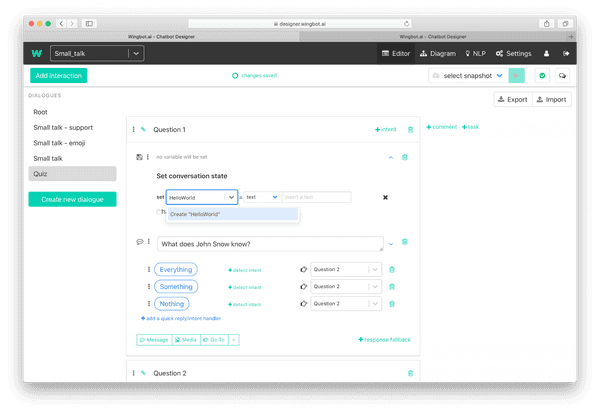 designer.wingbot.ai
Wingbot.ai - Chatbot Designer
Wingbot.ai - Chatbot Designer
W Small_talk Editor Diagram NLP Settings
Add interaction changes saved select snapshot
DIALOGUES Export Import
Root
Small talk - support
Small talk - emoji
Small talk
Quiz
Create new dialogue
Question 1 + intent + comment + task
no variable will be set
Set conversation state
set HelloWorld text insert a text
Create "HelloWorld"
What does John Snow know?
Everything + detect intent Question 2
Something + detect intent Question 2
Nothing + detect intent Question 2
+ add a quick reply/intent handler
Message Media Go To + + response fallback
Question 2